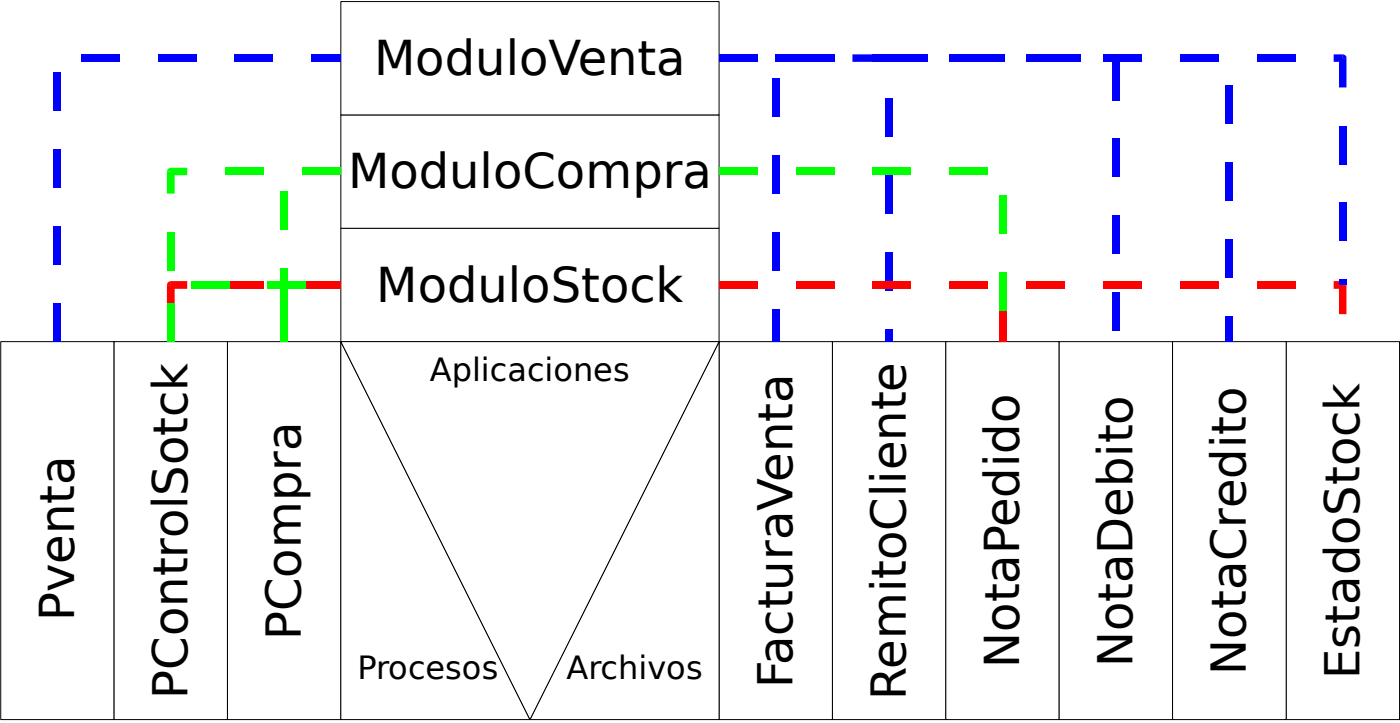 ModuloVenta
ModuloCompra
ModuloStock
Aplicaciones
Procesos
Archivos
Pventa
PControlSotck
PCompra
FacturaVenta
RemitoCliente
NotaPedido
NotaDebito
NotaCredito
EstadoStock